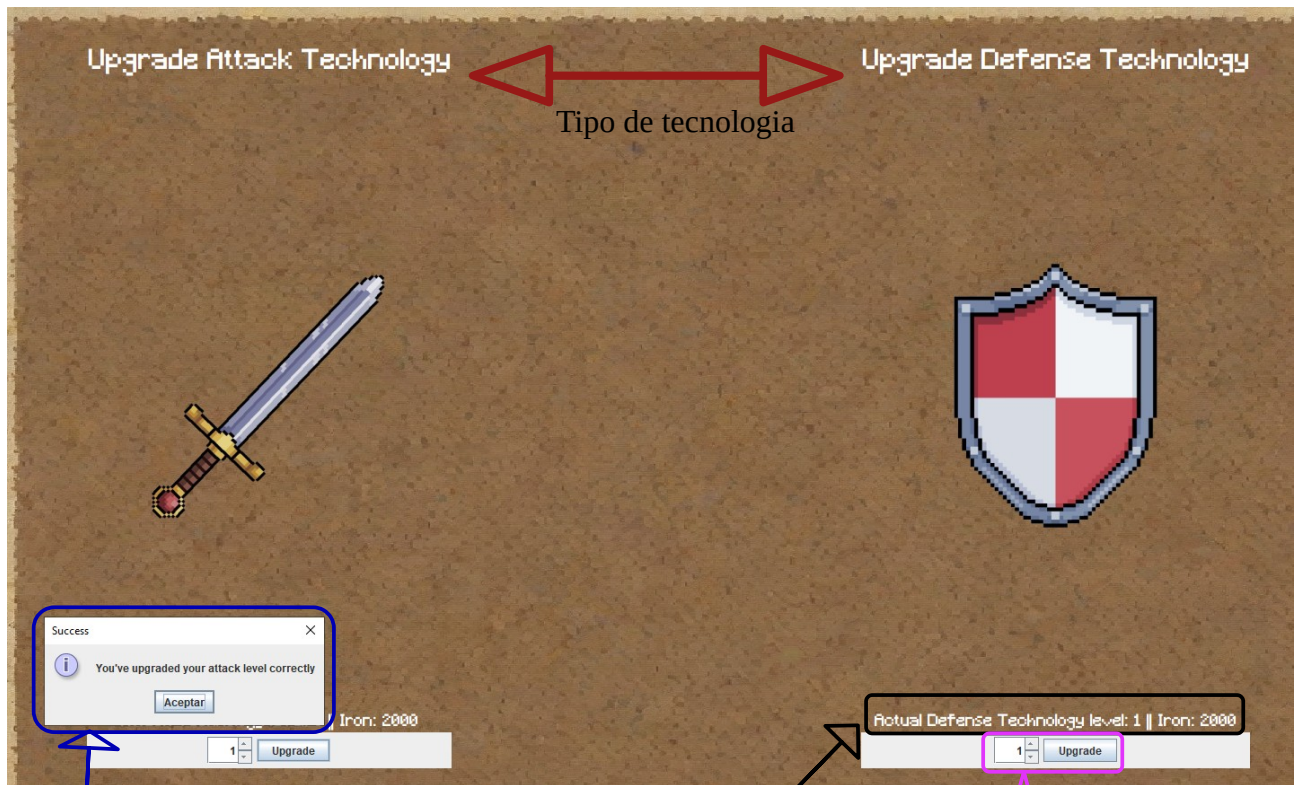 Upgrade Attack Technology
Upgrade Defense Technology
Tipo de tecnologia
Success
You've upgraded your attack level correctly
Aceptar
|| Iron: 2000
Actual Defense Technology level: 1 || Iron: 2000
1 Upgrade
1 Upgrade